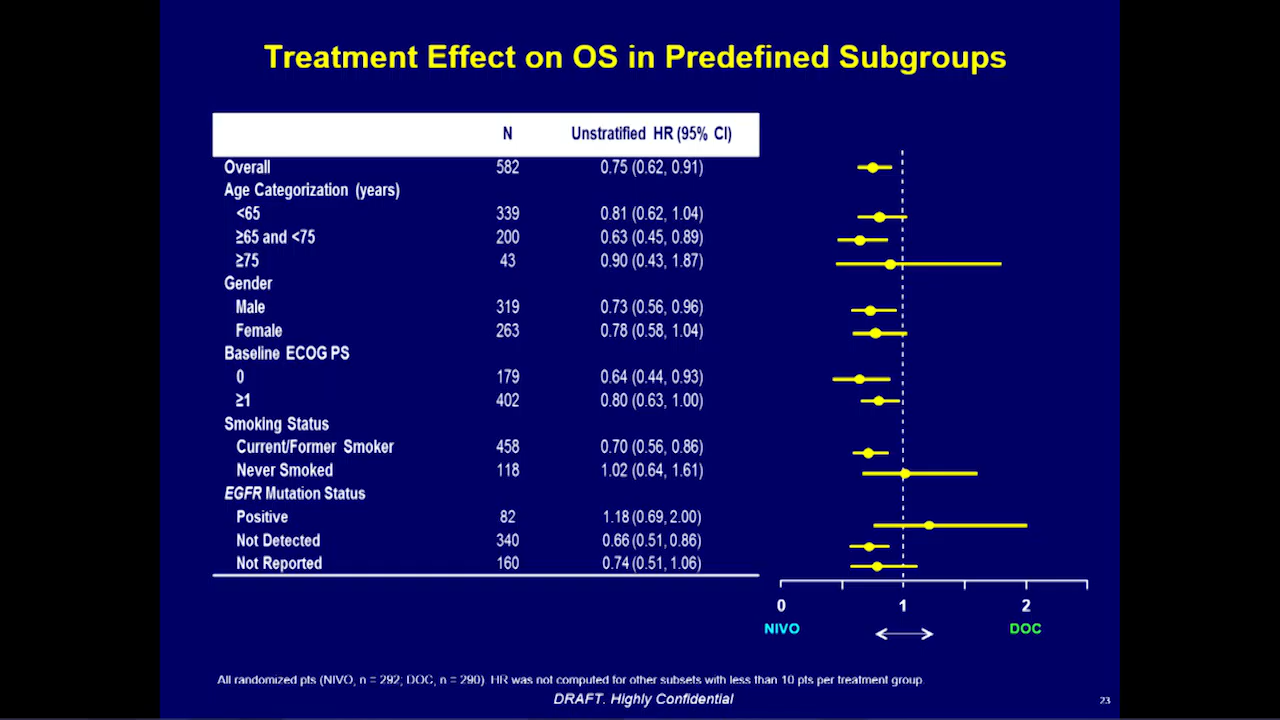 Treatment Effect on OS in Predefined Subgroups
N Unstratified HR (95% CI)
Overall 582 0.75 (0.62, 0.91)
Age Categorization (years)
<65 339 0.81 (0.62, 1.04)
≥65 and <75 200 0.63 (0.45, 0.89)
≥75 43 0.90 (0.43, 1.87)
Gender
Male 319 0.73 (0.56, 0.96)
Female 263 0.78 (0.58, 1.04)
Baseline ECOG PS
0 179 0.64 (0.44, 0.93)
≥1 402 0.80 (0.63, 1.00)
Smoking Status
Current/Former Smoker 458 0.70 (0.56, 0.86)
Never Smoked 118 1.02 (0.64, 1.61)
EGFR Mutation Status
Positive 82 1.18 (0.69, 2.00)
Not Detected 340 0.66 (0.51, 0.86)
Not Reported 160 0.74 (0.51, 1.06)
0 1 2
NIVO DOC
All randomized pts (NIVO, n = 292; DOC, n = 290). HR was not computed for other subsets with less than 10 pts per treatment group.
DRAFT. Highly Confidential
23